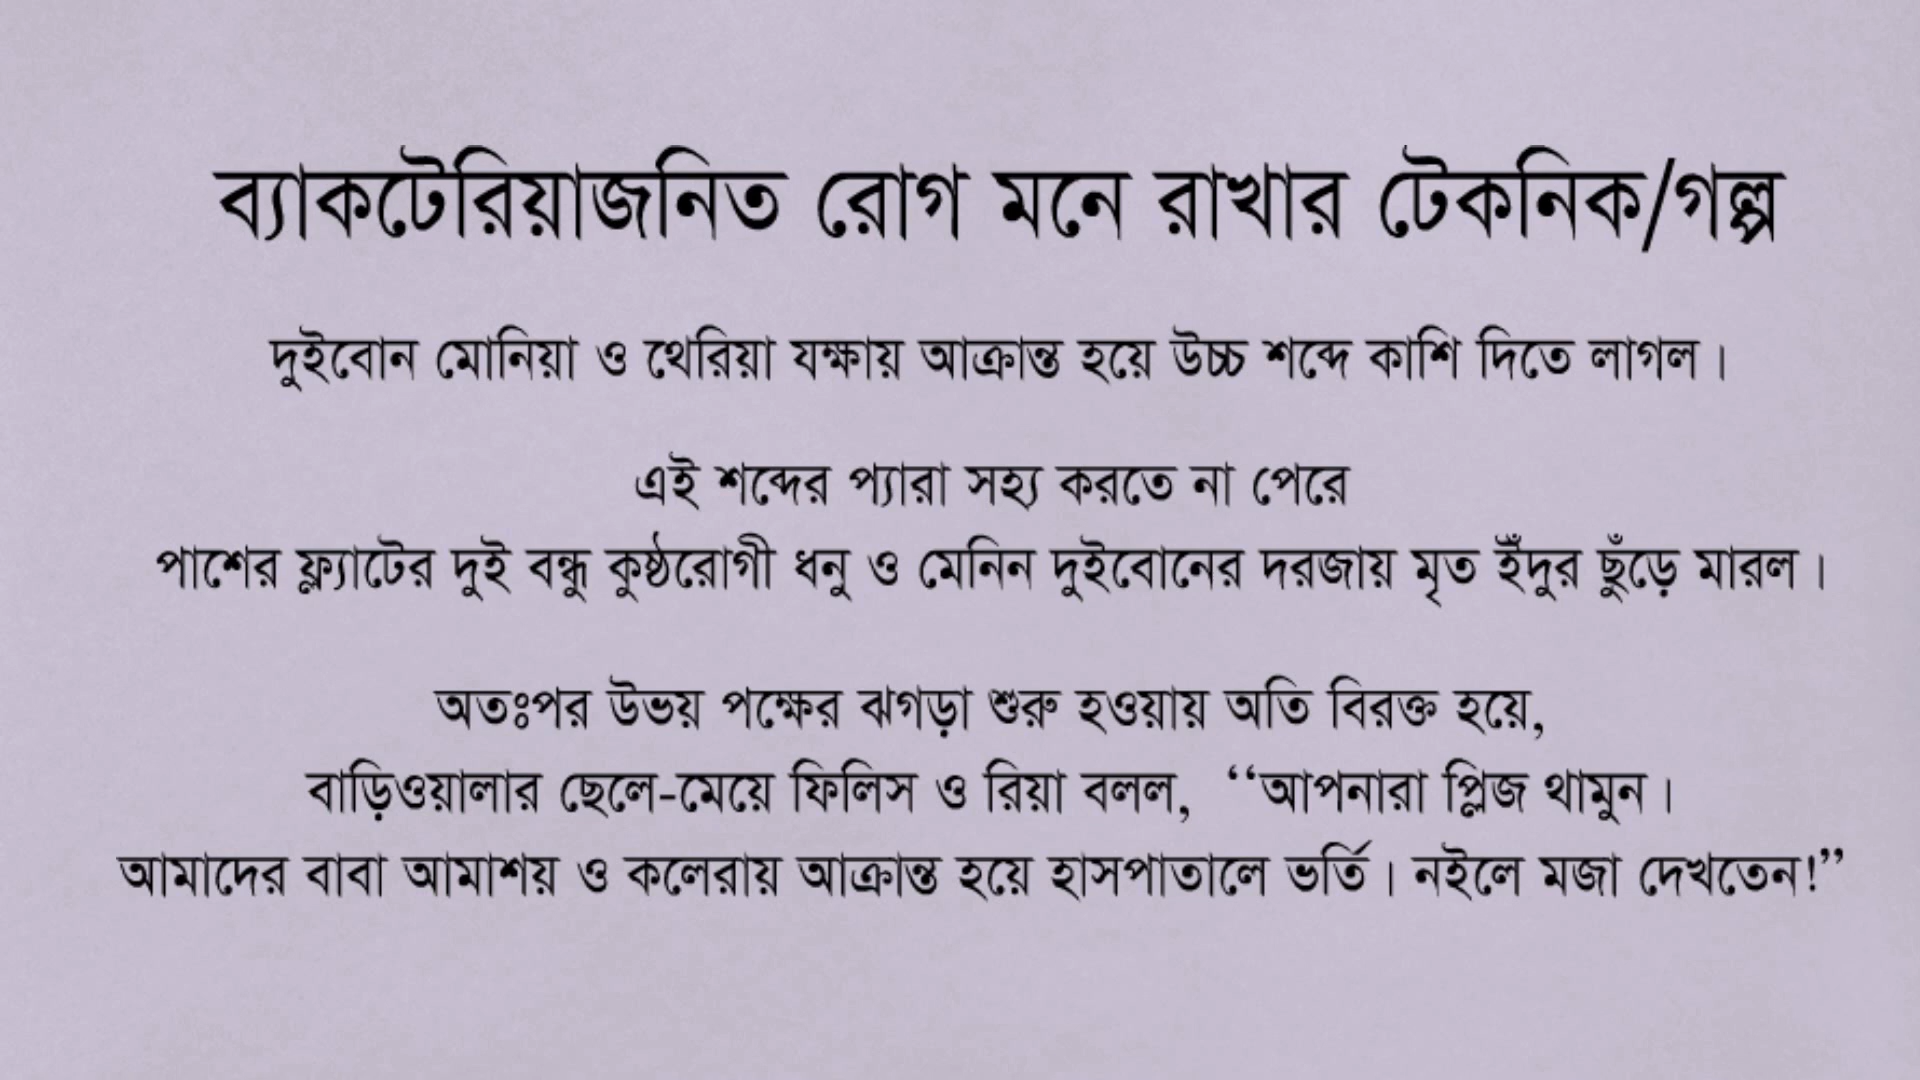 ব্যাকটেরিয়াজনিত রোগ মনে রাখার টেকনিক/গল্প
দুইবোন মোনিয়া ও থেরিয়া যক্ষায় আক্রান্ত হয়ে উচ্চ শব্দে কাশি দিতে লাগল।
এই শব্দের প্যারা সহ্য করতে না পেরে
পাশের ফ্ল্যাটের দুই বন্ধু কুষ্ঠরোগী ধনু ও মেনিন দুইবোনের দরজায় মৃত ইঁদুর ছুঁড়ে মারল।
অতঃপর উভয় পক্ষের ঝগড়া শুরু হওয়ায় অতি বিরক্ত হয়ে,
বাড়িওয়ালার ছেলে-মেয়ে ফিলিস ও রিয়া বলল, ‘‘আপনারা প্লিজ থামুন।
আমাদের বাবা আমাশয় ও কলেরায় আক্রান্ত হয়ে হাসপাতালে ভর্তি। নইলে মজা দেখতেন!’’